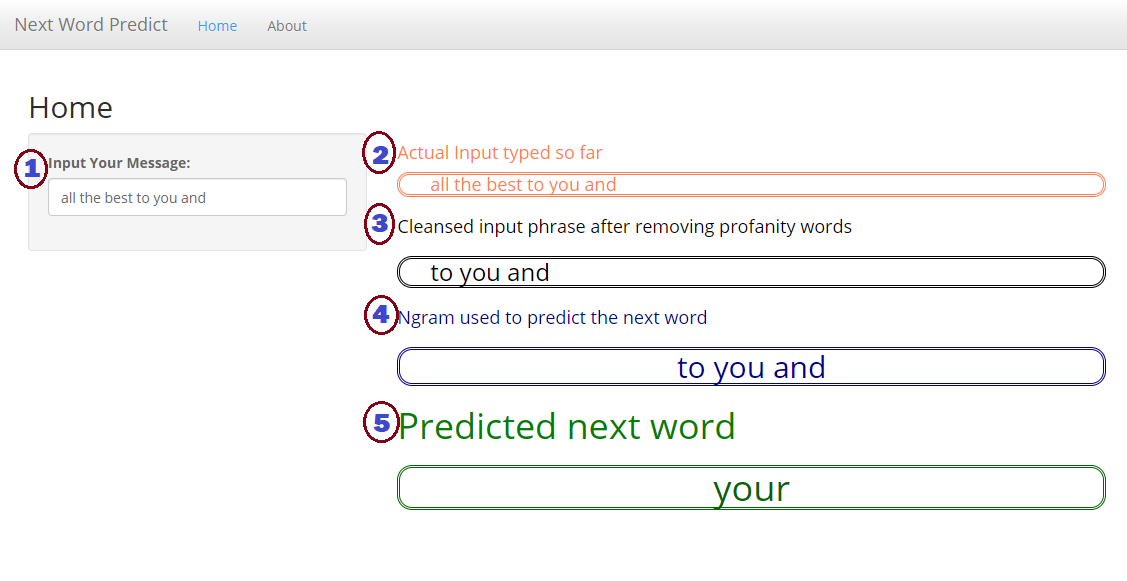 Next Word Predict Home About
Home
1 Input Your Message:
all the best to you and
2 Actual Input typed so far
all the best to you and
3 Cleansed input phrase after removing profanity words
to you and
4 Ngram used to predict the next word
to you and
5 Predicted next word
your